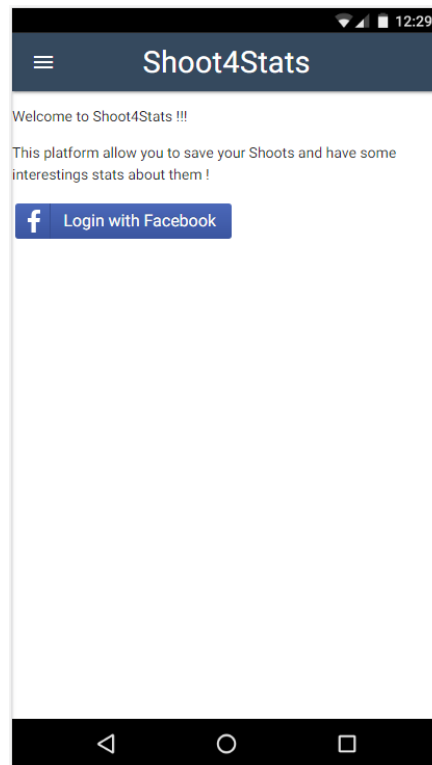 12:29
Shoot4Stats
Welcome to Shoot4Stats !!!
This platform allow you to save your Shoots and have some
interestings stats about them !
f Login with Facebook